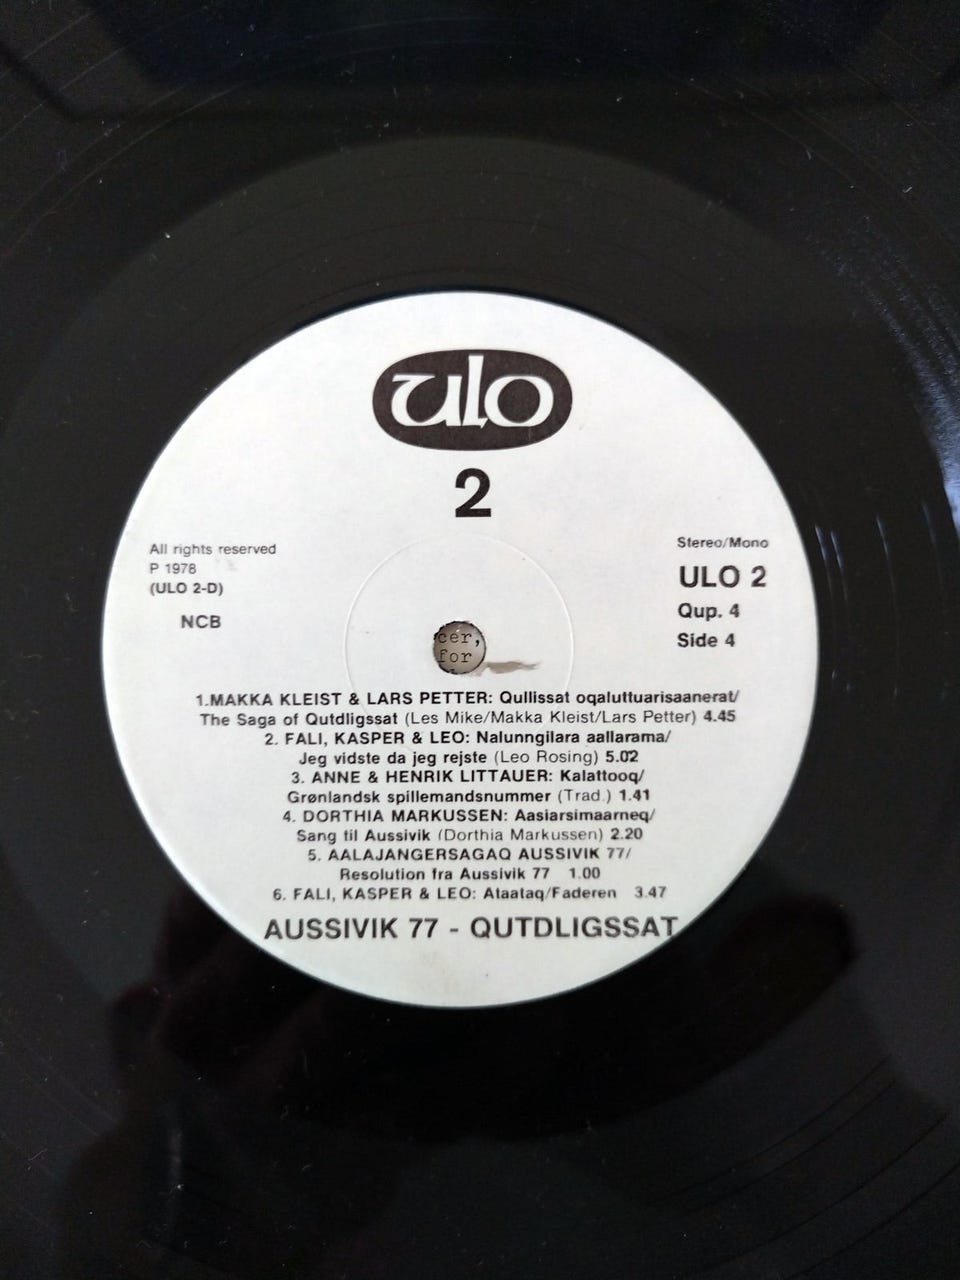 ulo
2
All rights reserved
P 1978
(ULO 2-D)
NCB
Stereo/Mono
ULO 2
Qup. 4
Side 4
cer,
for
1.MAKKA KLEIST & LARS PETTER: Qullissat oqaluttuarisaanerat/
The Saga of Qutdligssat (Les Mike/Makka Kleist/Lars Petter) 4.45
2. FALI, KASPER & LEO: Nalunngilara aallarama/
Jeg vidste da jeg rejste (Leo Rosing) 5.02
3. ANNE & HENRIK LITTAUER: Kalattooq/
Grønlandsk spillemandsnummer (Trad.) 1.41
4. DORTHIA MARKUSSEN: Aasiarsimaarneq/
Sang til Aussivik (Dorthia Markussen) 2.20
5. AALAJANGERSAGAQ AUSSIVIK 77/
Resolution fra Aussivik 77 1.00
6. FALI, KASPER & LEO: Ataataq/Faderen 3.47
AUSSIVIK 77 - QUTDLIGSSAT